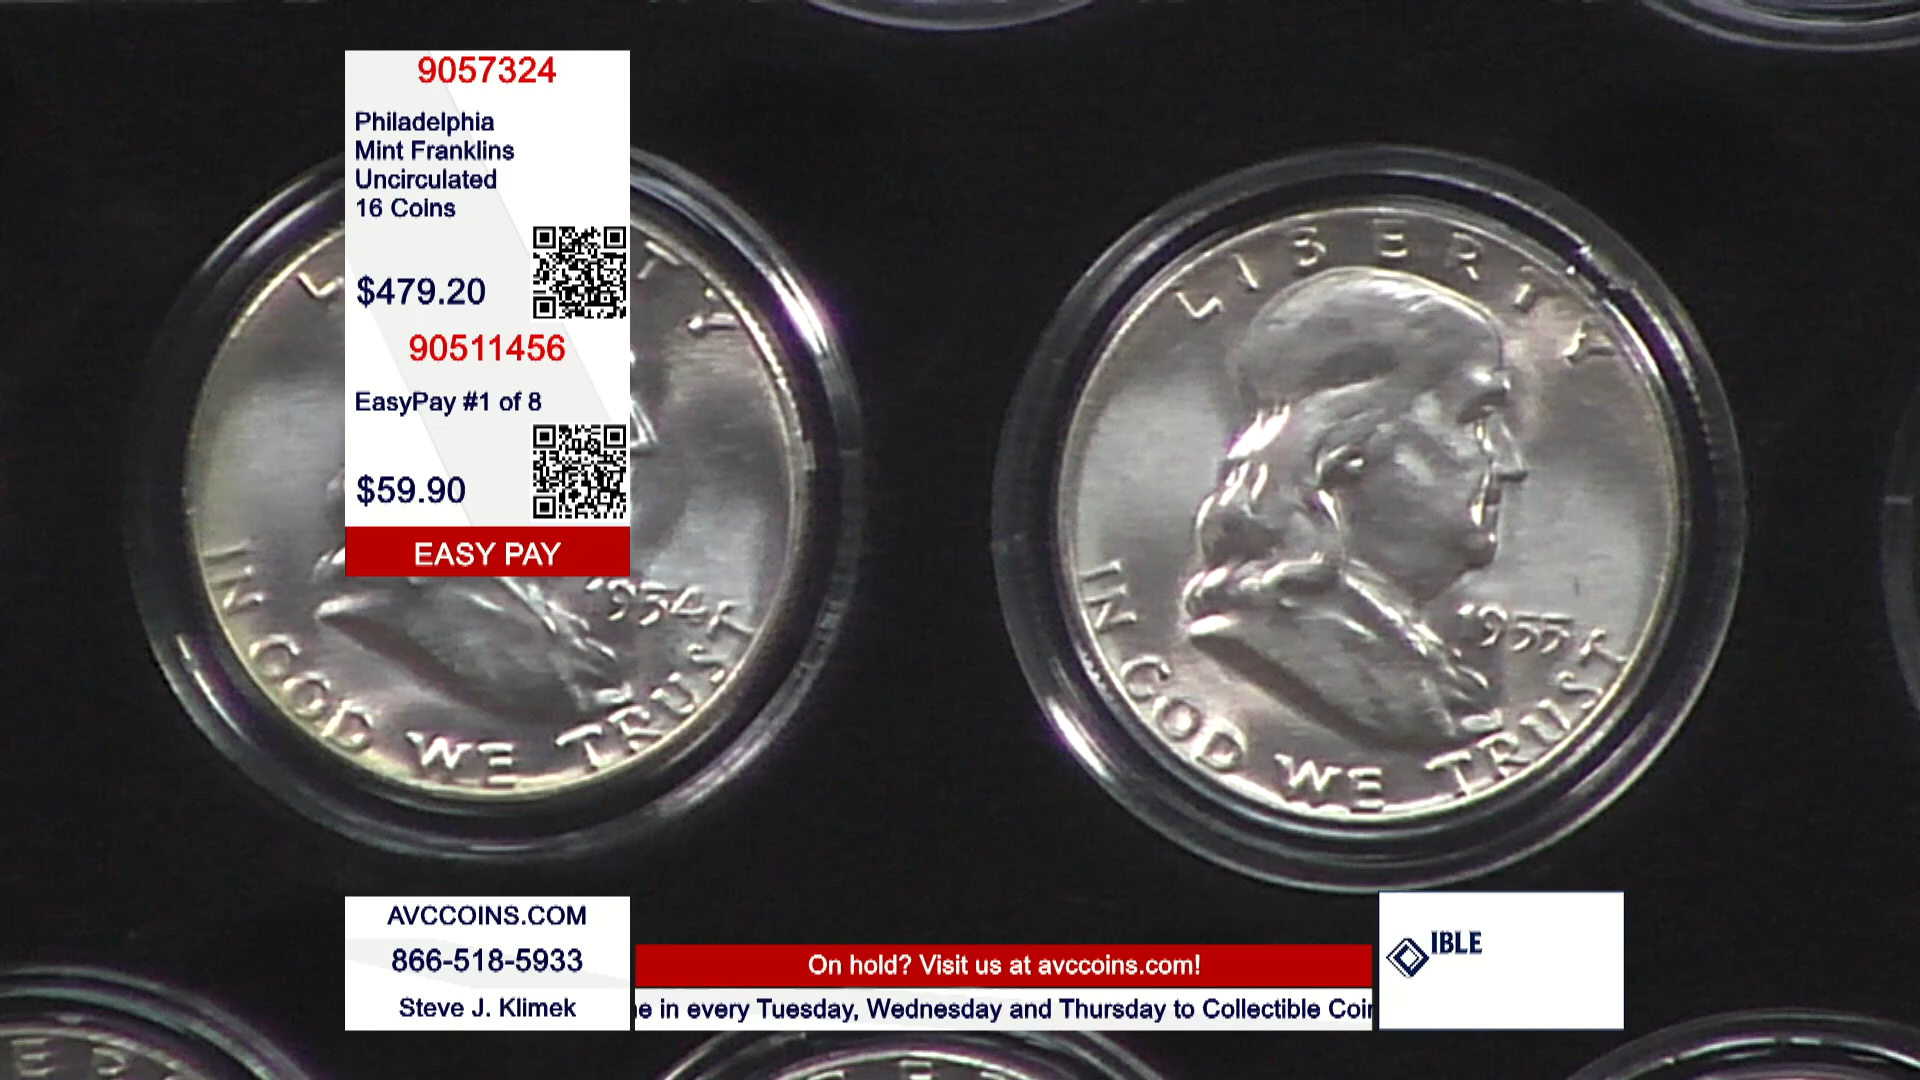 9057324
Philadelphia
Mint Franklins
Uncirculated
16 Coins
$479.20
90511456
EasyPay #1 of 8
$59.90
EASY PAY
IN GOD WE TRUST
1954
LIBERTY
IN GOD WE TRUST
1955
AVCCOINS.COM
866-518-5933
Steve J. Klimek
On hold? Visit us at avccoins.com!
in every Tuesday, Wednesday and Thursday to Collectible
IBLE